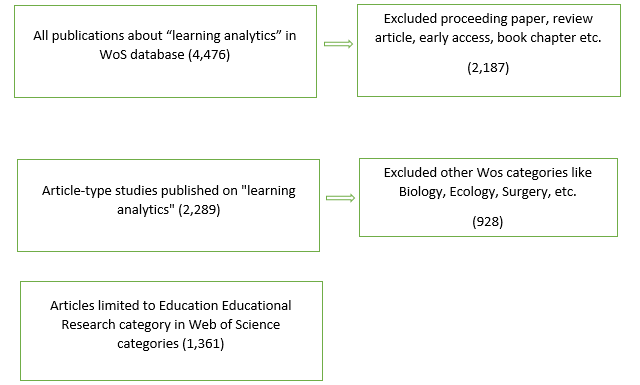 All publications about “learning analytics” in
WoS database (4,476)
Excluded proceeding paper, review
article, early access, book chapter etc.
(2,187)
Article-type studies published on "learning
analytics" (2,289)
Excluded other Wos categories like
Biology, Ecology, Surgery, etc.
(928)
Articles limited to Education Educational
Research category in Web of Science
categories (1,361)